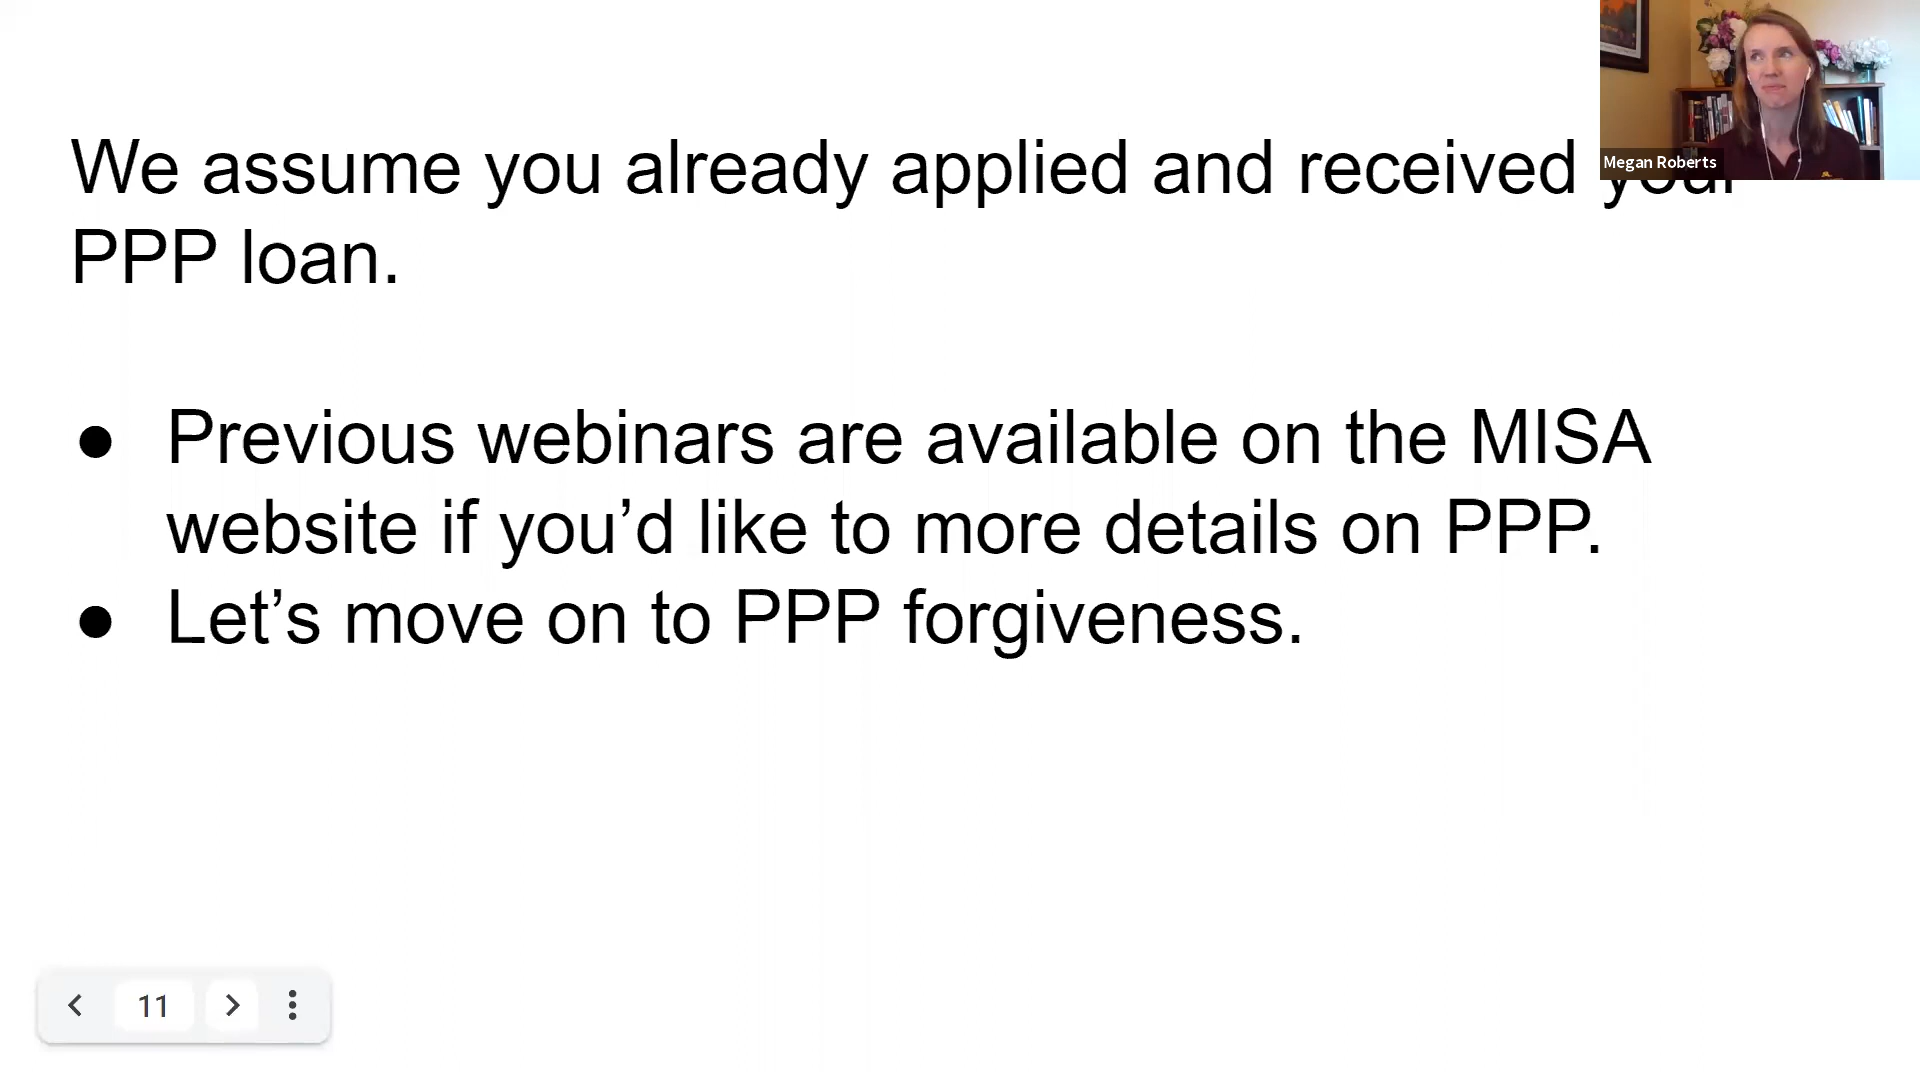 We assume you already applied and received your
PPP loan.
● Previous webinars are available on the MISA
website if you’d like to more details on PPP.
● Let’s move on to PPP forgiveness.
Megan Roberts
11